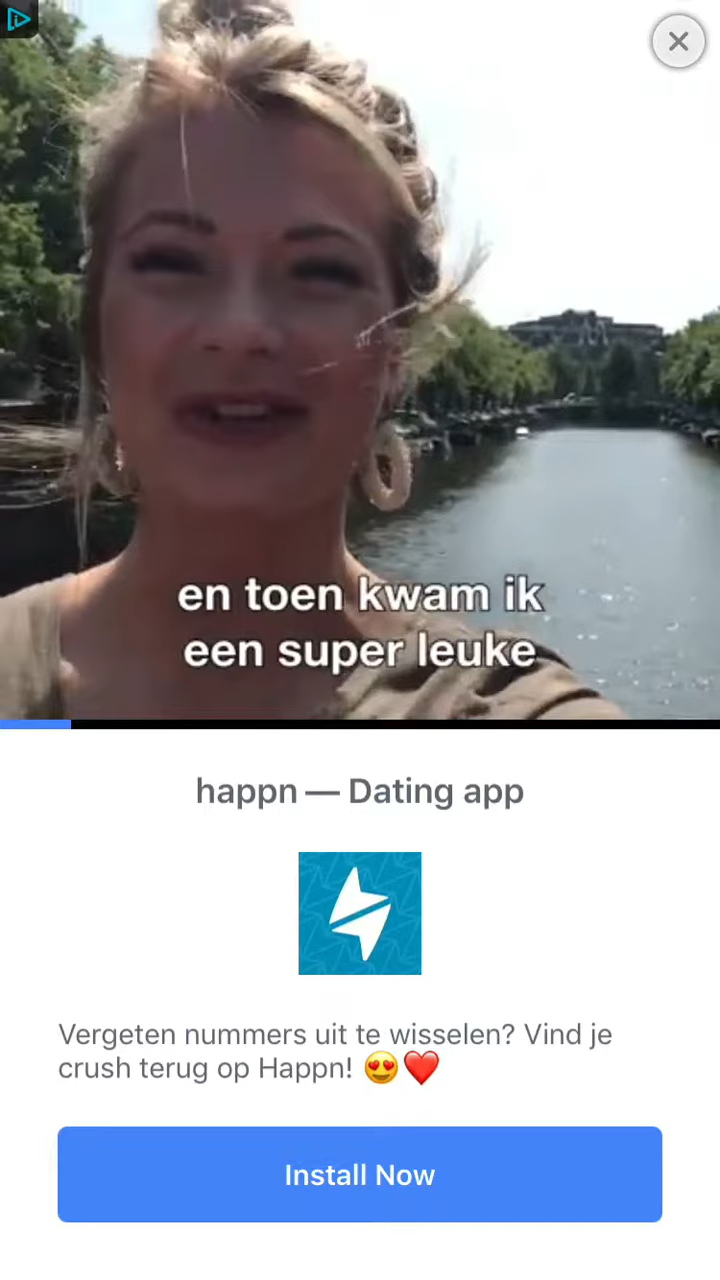 en toen kwam ik
een super leuke
happn — Dating app
Vergeten nummers uit te wisselen? Vind je
crush terug op Happn! 😍❤️
Install Now